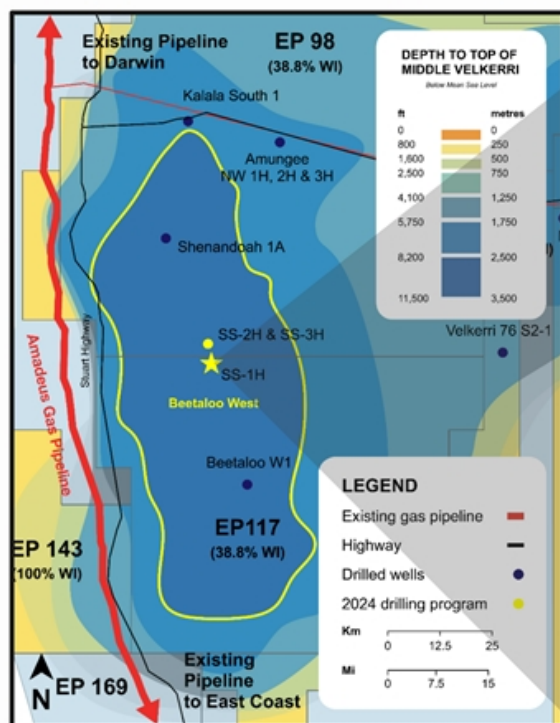 Existing Pipeline
to Darwin
EP 98
(38.8% WI)
Kalala South 1
Amungee
NW 1H, 2H & 3H
Shenandoah 1A
SS-2H & SS-3H
SS-1H
Beetaloo West
Velkerri 76 S2-1
Stuart Highway
Amadeus Gas Pipeline
Beetaloo W1
EP117
(38.8% WI)
EP 143
(100% WI)
N
EP 169
Existing
Pipeline
to East Coast
DEPTH TO TOP OF
MIDDLE VELKERRI
Below Mean Sea Level
ft metres
0 0
800 250
1,600 500
2,500 750
4,100 1,250
5,750 1,750
8,200 2,500
11,500 3,500
LEGEND
Existing gas pipeline
Highway
Drilled wells
2024 drilling program
Km
0 12.5 25
Mi
0 7.5 15